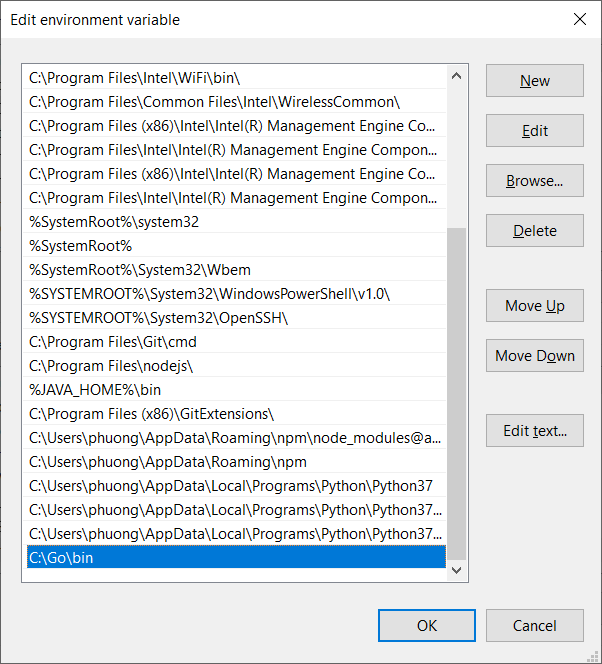 Edit environment variable
C:\Program Files\Intel\WiFi\bin\
C:\Program Files\Common Files\Intel\WirelessCommon\
C:\Program Files (x86)\Intel\Intel(R) Management Engine Co...
C:\Program Files\Intel\Intel(R) Management Engine Compon...
C:\Program Files (x86)\Intel\Intel(R) Management Engine Co...
C:\Program Files\Intel\Intel(R) Management Engine Compon...
%SystemRoot%\system32
%SystemRoot%
%SystemRoot%\System32\Wbem
%SYSTEMROOT%\System32\WindowsPowerShell\v1.0\
%SYSTEMROOT%\System32\OpenSSH\
C:\Program Files\Git\cmd
C:\Program Files\nodejs\
%JAVA_HOME%\bin
C:\Program Files (x86)\GitExtensions\
C:\Users\phuong\AppData\Roaming\npm\node_modules@a...
C:\Users\phuong\AppData\Roaming\npm
C:\Users\phuong\AppData\Local\Programs\Python\Python37
C:\Users\phuong\AppData\Local\Programs\Python\Python37...
C:\Users\phuong\AppData\Local\Programs\Python\Python37...
C:\Go\bin
New
Edit
Browse...
Delete
Move Up
Move Down
Edit text...
OK
Cancel